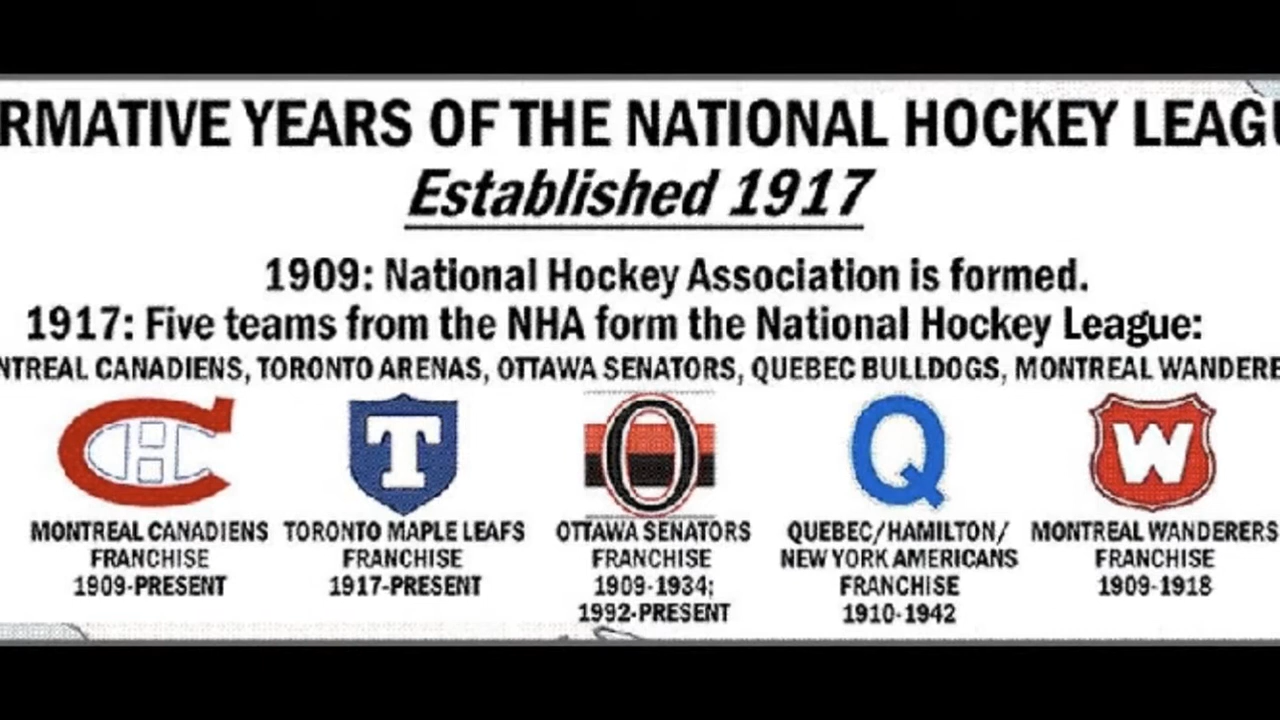 RMATIVE YEARS OF THE NATIONAL HOCKEY LEAGU
Established 1917
1909: National Hockey Association is formed.
1917: Five teams from the NHA form the National Hockey League:
NTREAL CANADIENS, TORONTO ARENAS, OTTAWA SENATORS, QUEBEC BULLDOGS, MONTREAL WANDERE
CH T O Q W
MONTREAL CANADIENS
FRANCHISE
1909-PRESENT
TORONTO MAPLE LEAFS
FRANCHISE
1917-PRESENT
OTTAWA SENATORS
FRANCHISE
1909-1934;
1992-PRESENT
QUEBEC/HAMILTON/
NEW YORK AMERICANS
FRANCHISE
1910-1942
MONTREAL WANDERERS
FRANCHISE
1909-1918